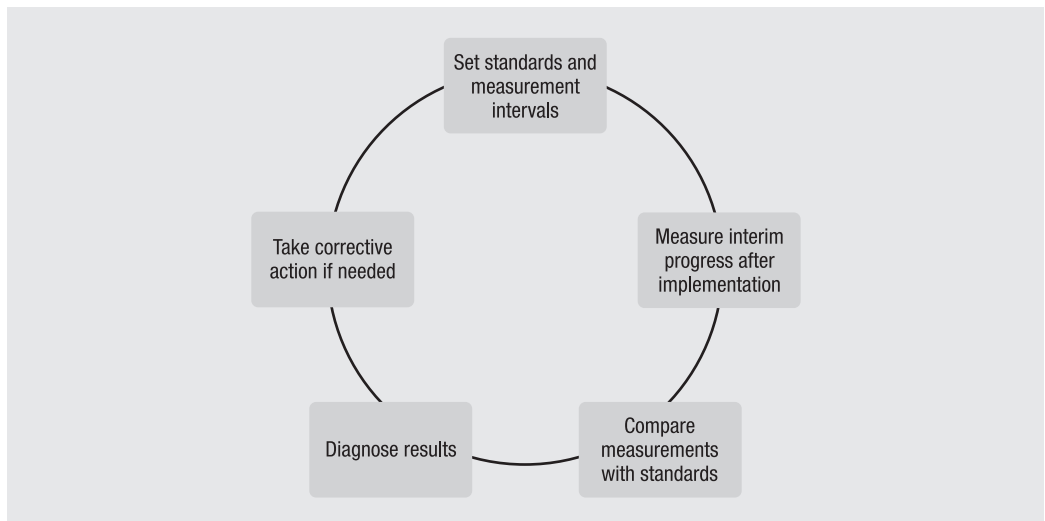 Set standards and
measurement
intervals
Measure interim
progress after
implementation
Compare
measurements
with standards
Diagnose results
Take corrective
action if needed